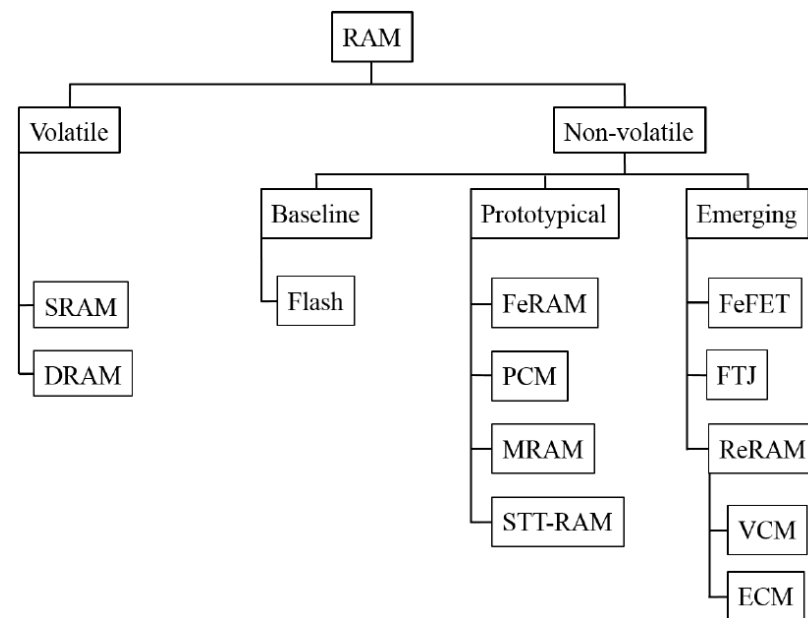 RAM
Volatile
Non-volatile
Baseline
Prototypical
Emerging
SRAM
DRAM
Flash
FeRAM
PCM
MRAM
STT-RAM
FeFET
FTJ
ReRAM
VCM
ECM